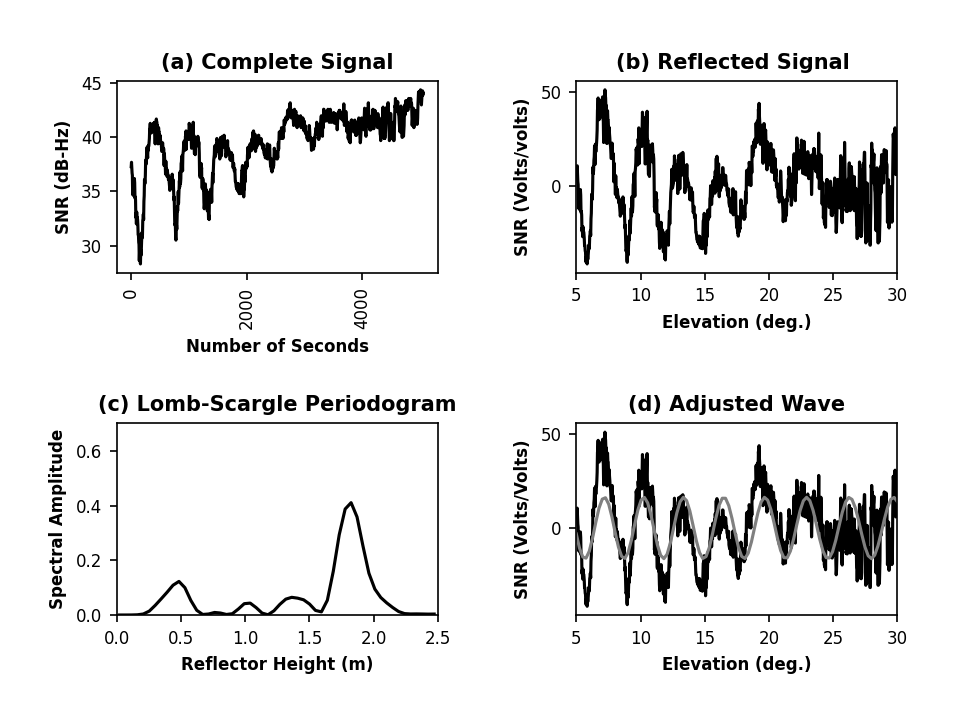 (a) Complete Signal
45
40
35
30
SNR (dB-Hz)
0
2000
4000
Number of Seconds
(b) Reflected Signal
50
0
SNR (Volts/volts)
5 10 15 20 25 30
Elevation (deg.)
(c) Lomb-Scargle Periodogram
0.6
0.4
0.2
0.0
Spectral Amplitude
0.0 0.5 1.0 1.5 2.0 2.5
Reflector Height (m)
(d) Adjusted Wave
50
0
SNR (Volts/Volts)
5 10 15 20 25 30
Elevation (deg.)